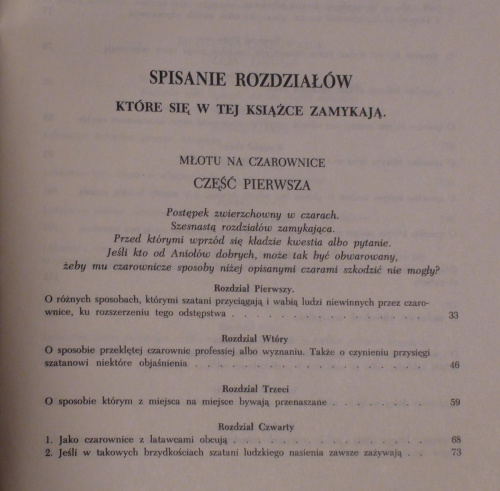 SPISANIE ROZDZIAŁÓW
KTÓRE SIĘ W TEJ KSIĄŻCE ZAMYKAJĄ.
MŁOTU NA CZAROWNICE
CZĘŚĆ PIERWSZA
Postępek zwierzchowny w czarach.
Szesnastą rozdziałów zamykająca.
Przed którymi wprzód się kładzie kwestia albo pytanie.
Jeśli kto od Aniołów dobrych, może tak być obwarowany,
żeby mu czarownicze sposoby niżej opisanymi czarami szkodzić nie mogły?
Rozdział Pierwszy.
O różnych sposobach, którymi szatani przyciągają i wabią ludzi niewinnych przez czaro-
wnice, ku rozszerzeniu tego odstępstwa . . . . . . . . . . . . . 33
Rozdział Wtóry
O sposobie przeklętej czarownic professiej albo wyznaniu. Także o czynieniu przysięgi
szatanowi niektóre objaśnienia . . . . . . . . . . . . . . . 46
Rozdział Trzeci
O sposobie którym z miejsca na miejsce bywają przenaszane . . . . . . . 59
Rozdział Czwarty
1. Jako czarownice z latawcami obcują . . . . . . . . . . . . 68
2. Jeśli w takowych brzydkościach szatani ludzkiego nasienia zawsze zażywają . . 73